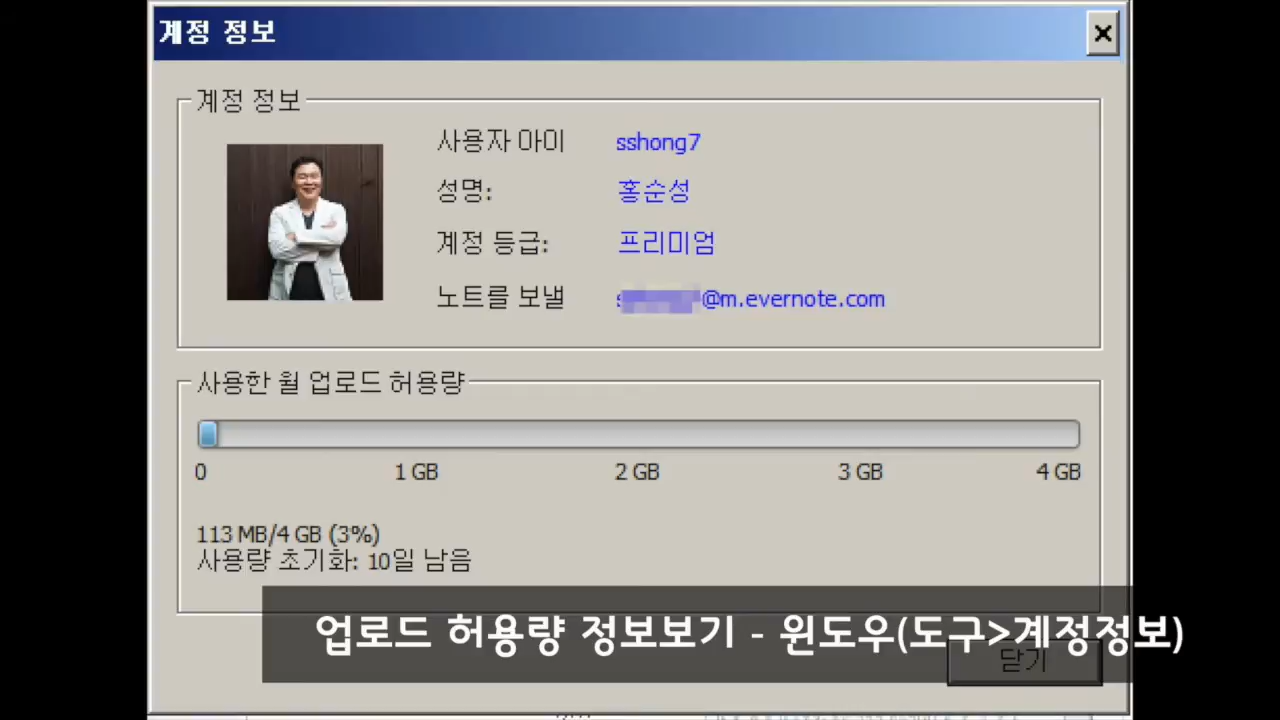 계정 정보
계정 정보
사용자 아이 sshong7
성명: 홍순성
계정 등급: 프리미엄
노트를 보낼 @m.evernote.com
사용한 월 업로드 허용량
0 1 GB 2 GB 3 GB 4 GB
113 MB/4 GB (3%)
사용량 초기화: 10일 남음
업로드 허용량 정보보기 - 윈도우(도구>계정정보)
닫기